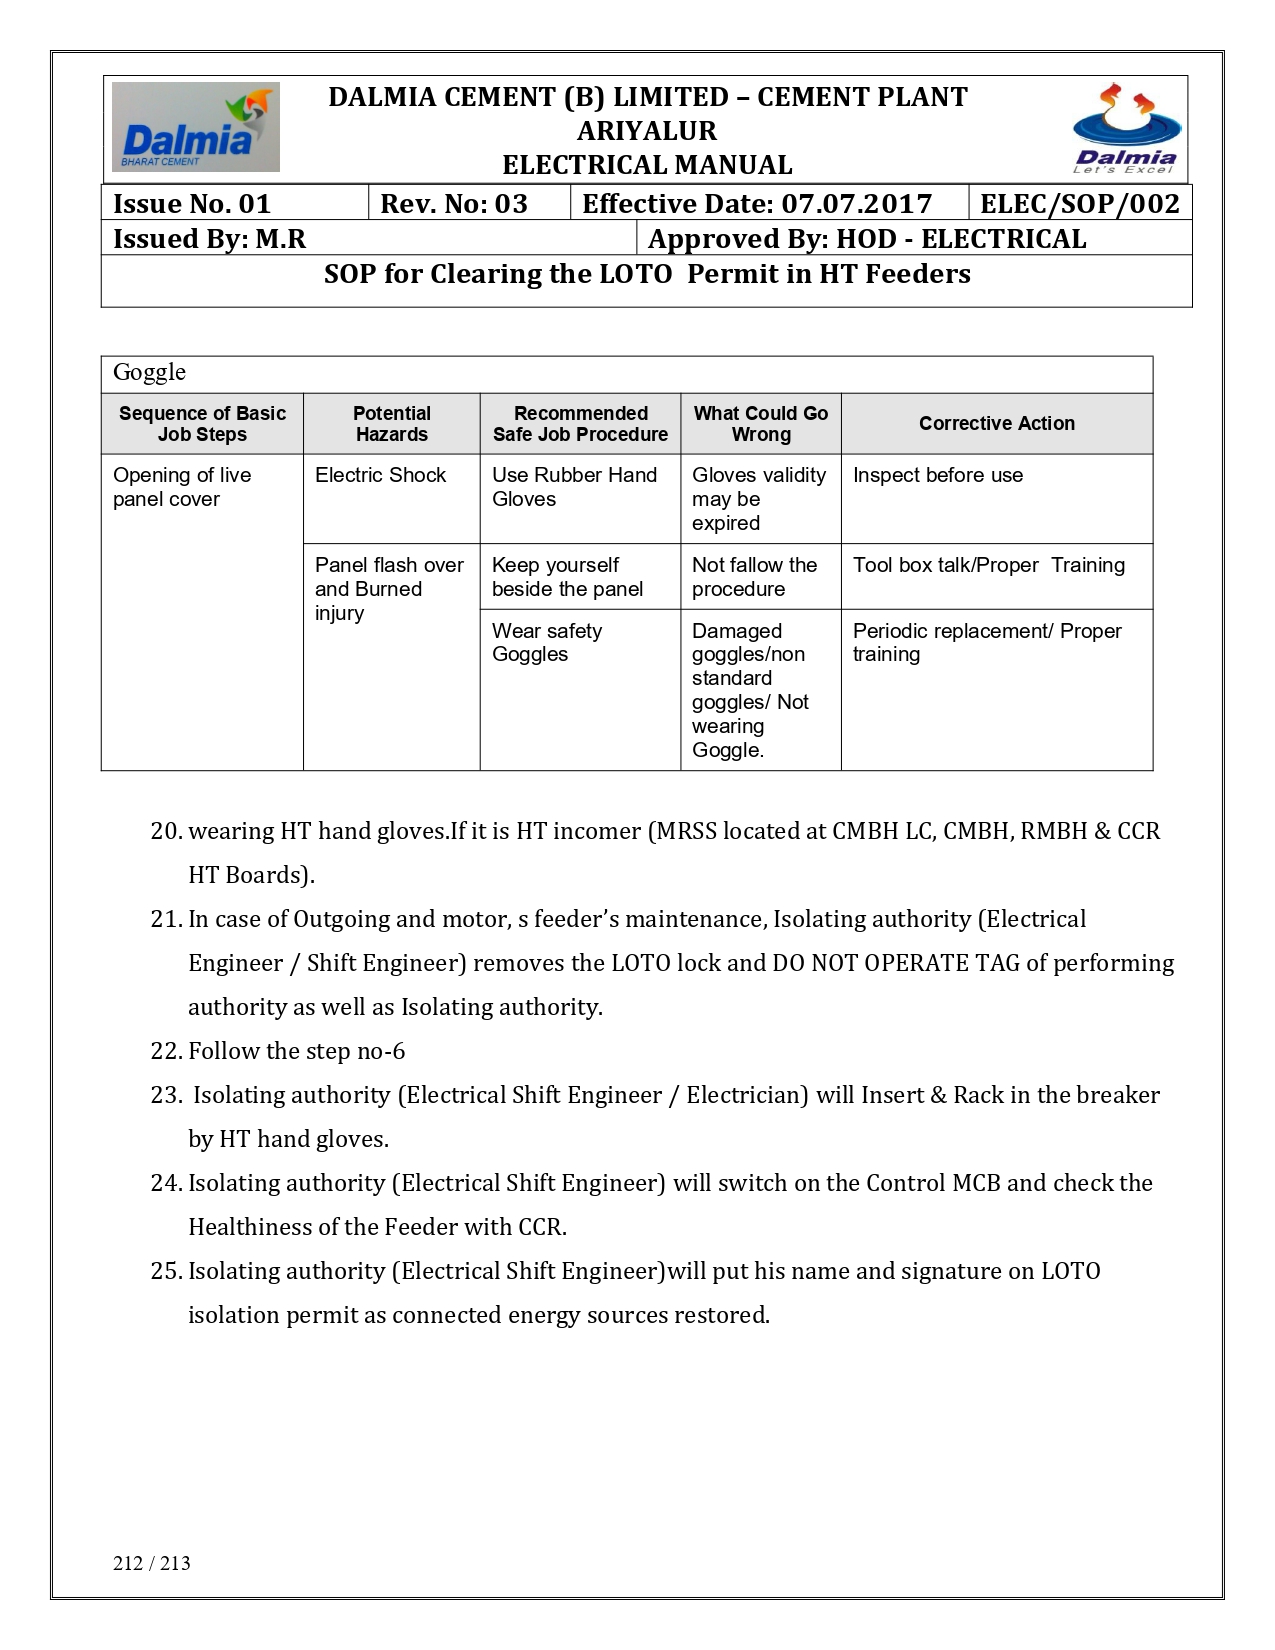 Dalmia
BHARAT CEMENT
DALMIA CEMENT (B) LIMITED – CEMENT PLANT
ARIYALUR
ELECTRICAL MANUAL
Dalmia
Let's Excel
Issue No. 01 Rev. No: 03 Effective Date: 07.07.2017 ELEC/SOP/002
Issued By: M.R Approved By: HOD - ELECTRICAL
SOP for Clearing the LOTO  Permit in HT Feeders
Goggle
Sequence of Basic
Job Steps
Potential
Hazards
Recommended
Safe Job Procedure
What Could Go
Wrong
Corrective Action
Opening of live
panel cover
Electric Shock
Use Rubber Hand
Gloves
Gloves validity
may be
expired
Inspect before use
Panel flash over
and Burned
injury
Keep yourself
beside the panel
Not fallow the
procedure
Tool box talk/Proper  Training
Wear safety
Goggles
Damaged
goggles/non
standard
goggles/ Not
wearing
Goggle.
Periodic replacement/ Proper
training
20. wearing HT hand gloves.If it is HT incomer (MRSS located at CMBH LC, CMBH, RMBH & CCR
HT Boards).
21. In case of Outgoing and motor, s feeder’s maintenance, Isolating authority (Electrical
Engineer / Shift Engineer) removes the LOTO lock and DO NOT OPERATE TAG of performing
authority as well as Isolating authority.
22. Follow the step no-6
23.  Isolating authority (Electrical Shift Engineer / Electrician) will Insert & Rack in the breaker
by HT hand gloves.
24. Isolating authority (Electrical Shift Engineer) will switch on the Control MCB and check the
Healthiness of the Feeder with CCR.
25. Isolating authority (Electrical Shift Engineer)will put his name and signature on LOTO
isolation permit as connected energy sources restored.
212 / 213